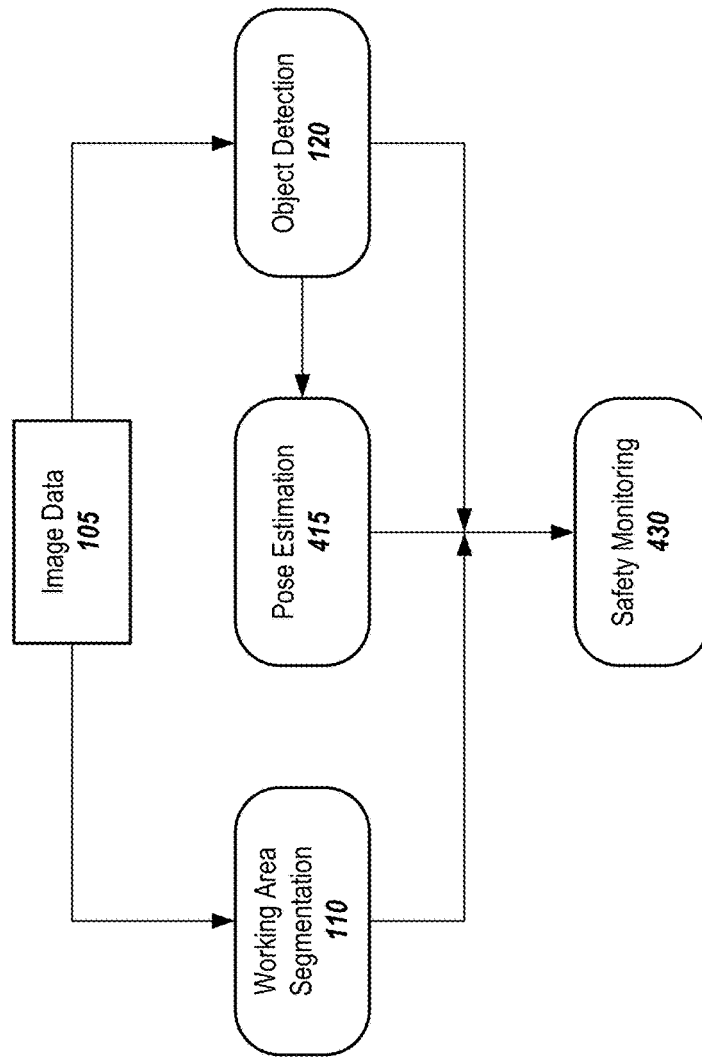 Image Data
105
Working Area
Segmentation
110
Pose Estimation
415
Object Detection
120
Safety Monitoring
430